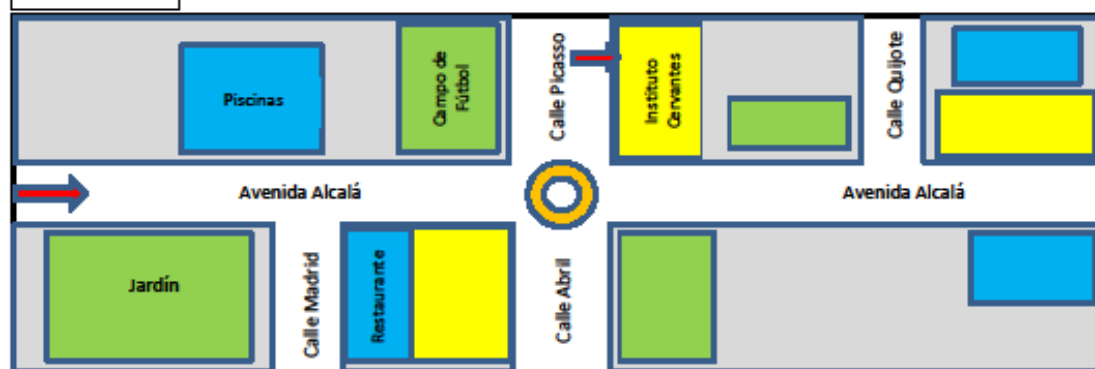 Piscinas
Campo de
Fútbol
Calle Picasso
Instituto
Cervantes
Calle Quijote
Avenida Alcalá
Avenida Alcalá
Jardín
Calle Madrid
Restaurante
Calle Abril